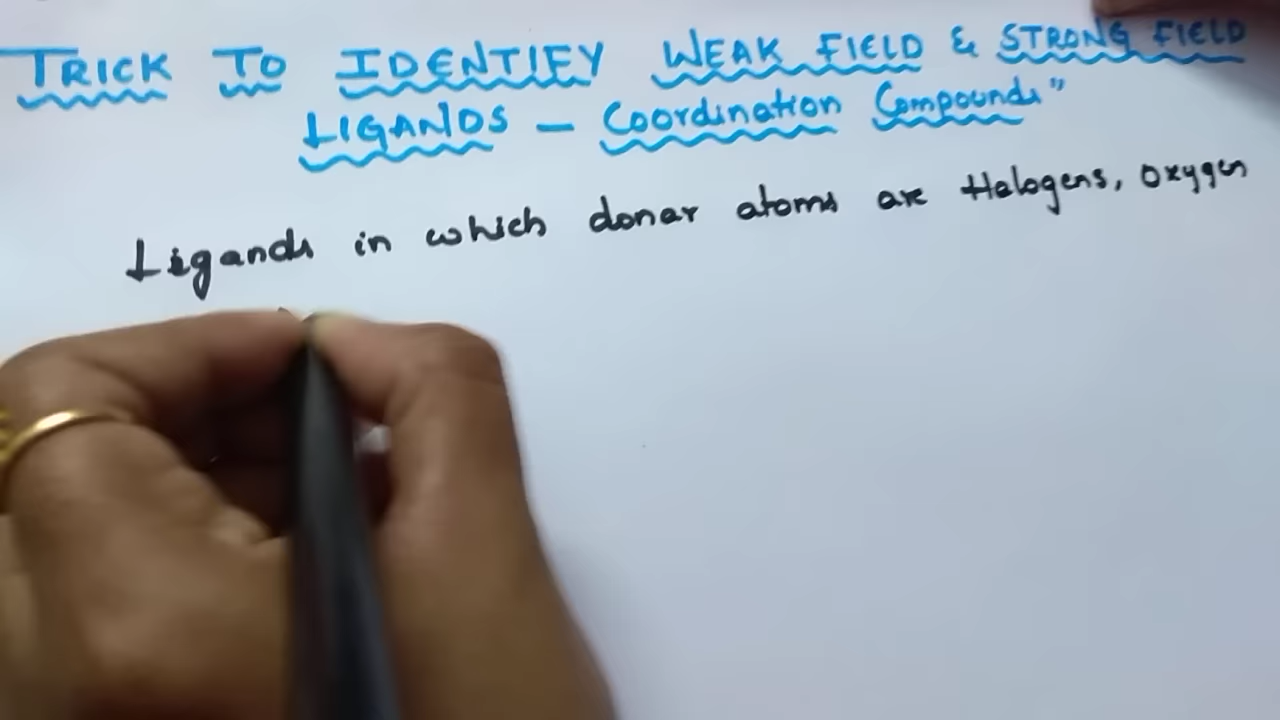 TRICK TO IDENTIFY WEAK FIELD & STRONG FIELD
LIGANDS - Coordination Compounds"
Ligands in which donar atoms are Halogens, Oxygen